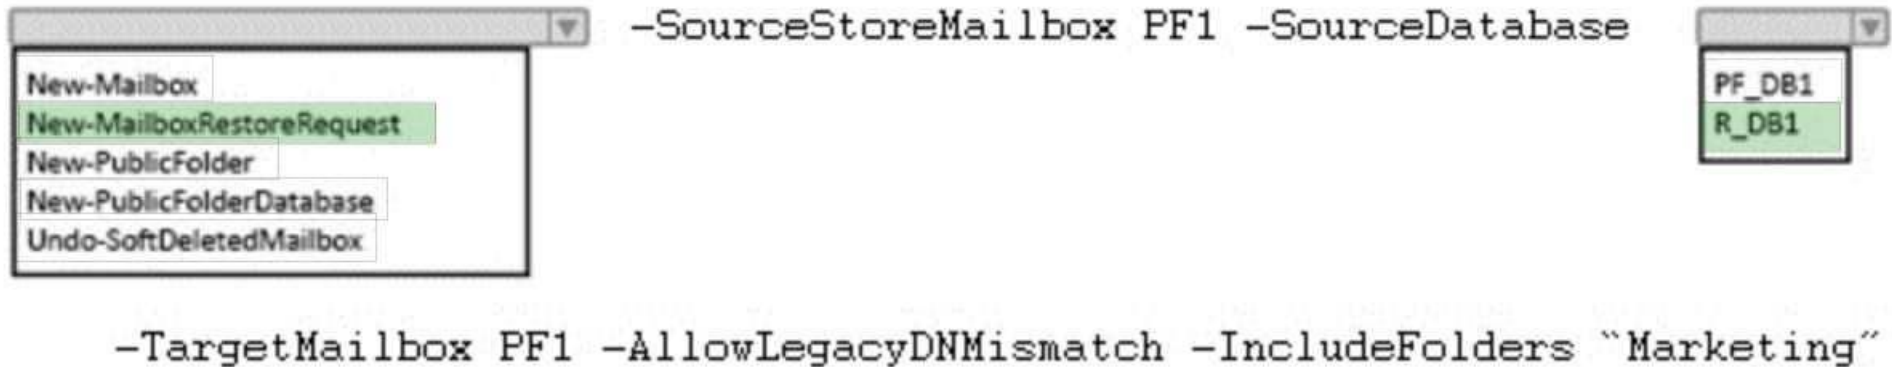 -SourceStoreMailbox PF1 -SourceDatabase
New-Mailbox
New-MailboxRestoreRequest
New-PublicFolder
New-PublicFolderDatabase
Undo-SoftDeletedMailbox
PF_DB1
R_DB1
-TargetMailbox PF1 -AllowLegacyDNMismatch -IncludeFolders "Marketing"